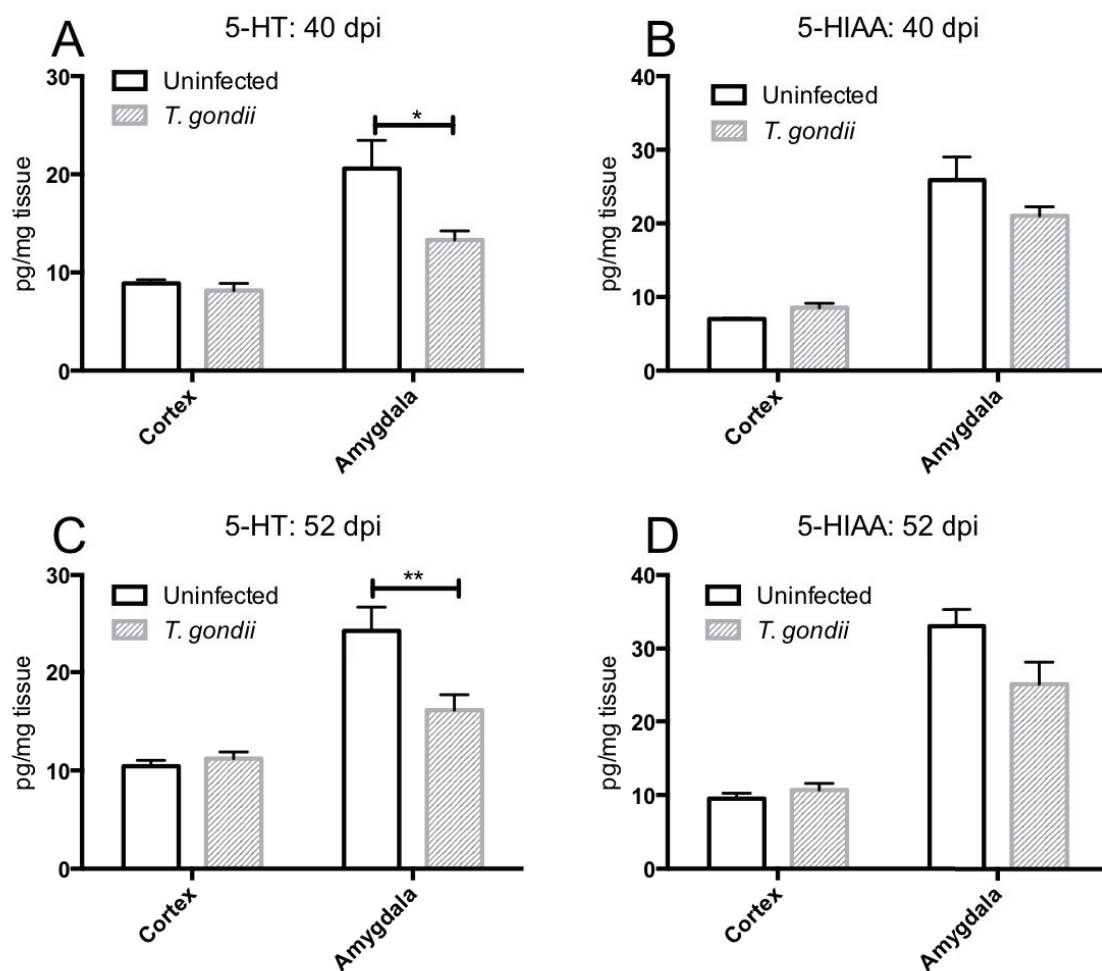 A
5-HT: 40 dpi
30
20
10
0
pg/mg tissue
Uninfected
T. gondii
*
Cortex
Amygdala
B
5-HIAA: 40 dpi
40
30
20
10
0
pg/mg tissue
Uninfected
T. gondii
Cortex
Amygdala
C
5-HT: 52 dpi
30
20
10
0
pg/mg tissue
Uninfected
T. gondii
**
Cortex
Amygdala
D
5-HIAA: 52 dpi
40
30
20
10
0
pg/mg tissue
Uninfected
T. gondii
Cortex
Amygdala